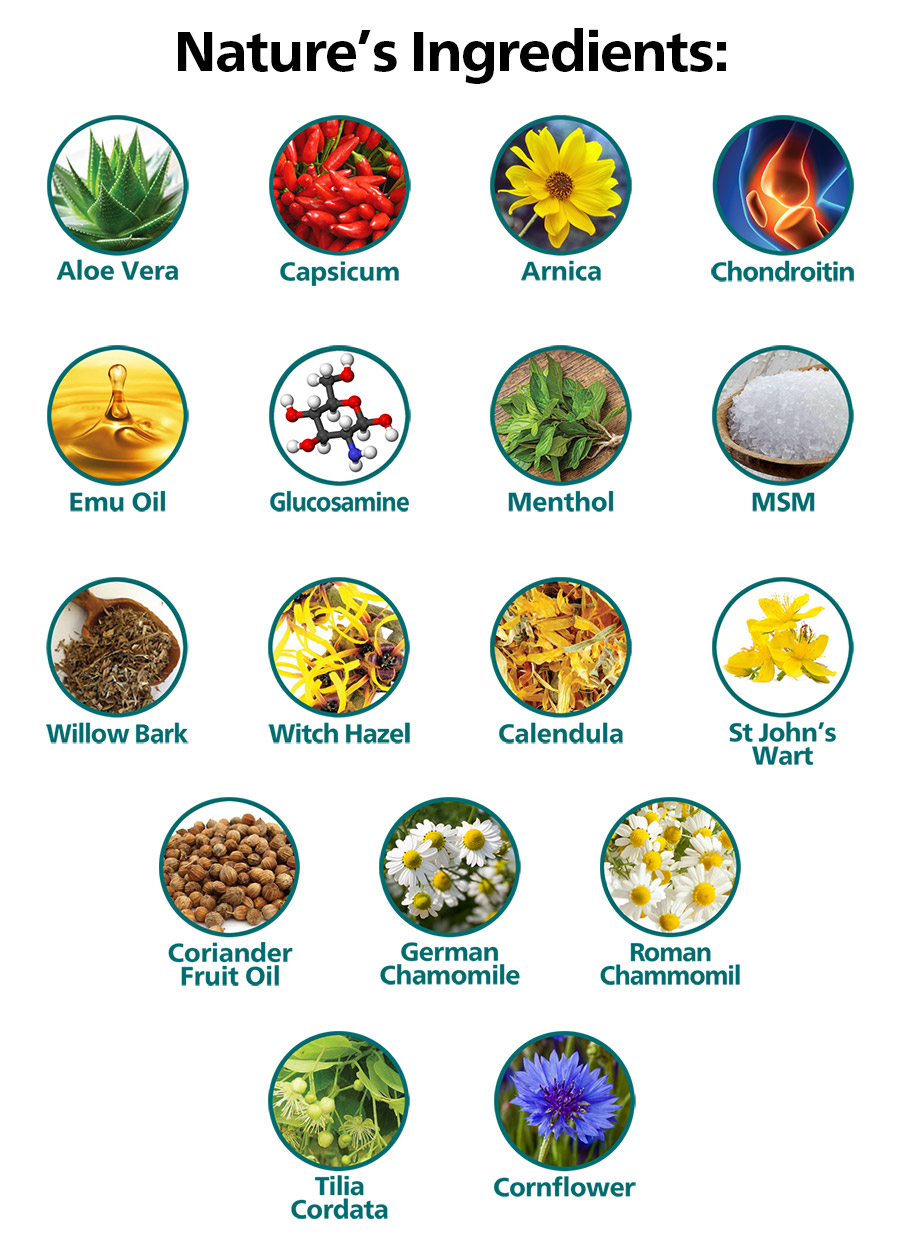 Nature’s Ingredients:
Aloe Vera
Capsicum
Arnica
Chondroitin
Emu Oil
Glucosamine
Menthol
MSM
Willow Bark
Witch Hazel
Calendula
St John’s
Wart
Coriander
Fruit Oil
German
Chamomile
Roman
Chammomil
Tilia
Cordata
Cornflower